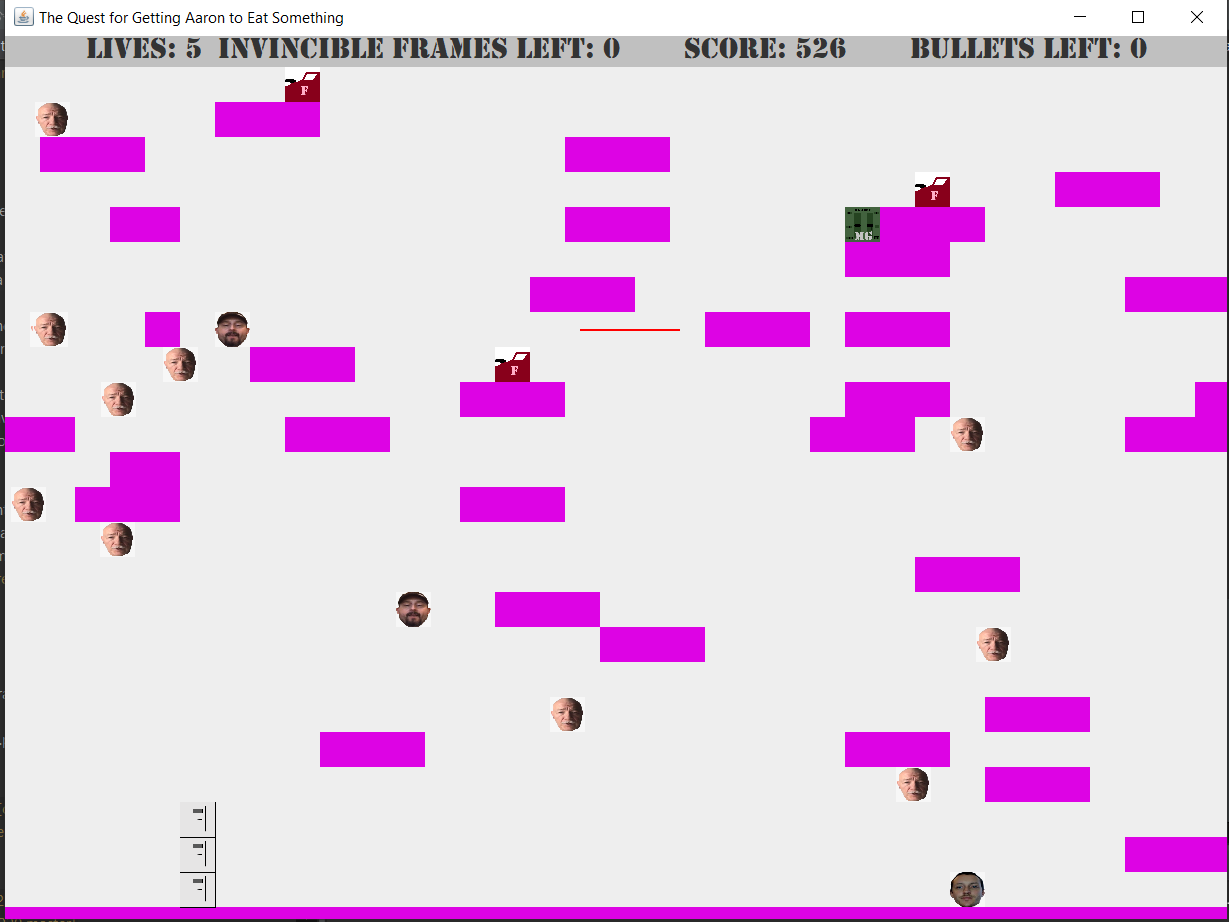 The Quest for Getting Aaron to Eat Something
LIVES: 5 INVINCIBLE FRAMES LEFT: 0 SCORE: 526 BULLETS LEFT: 0
F
F
MG
F